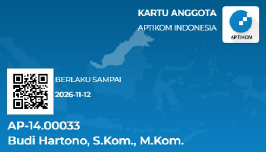 KARTU ANGGOTA
APTIKOM INDONESIA
APTIKOM
BERLAKU SAMPAI
2026-11-12
AP-14.00033
Budi Hartono, S.Kom., M.Kom.